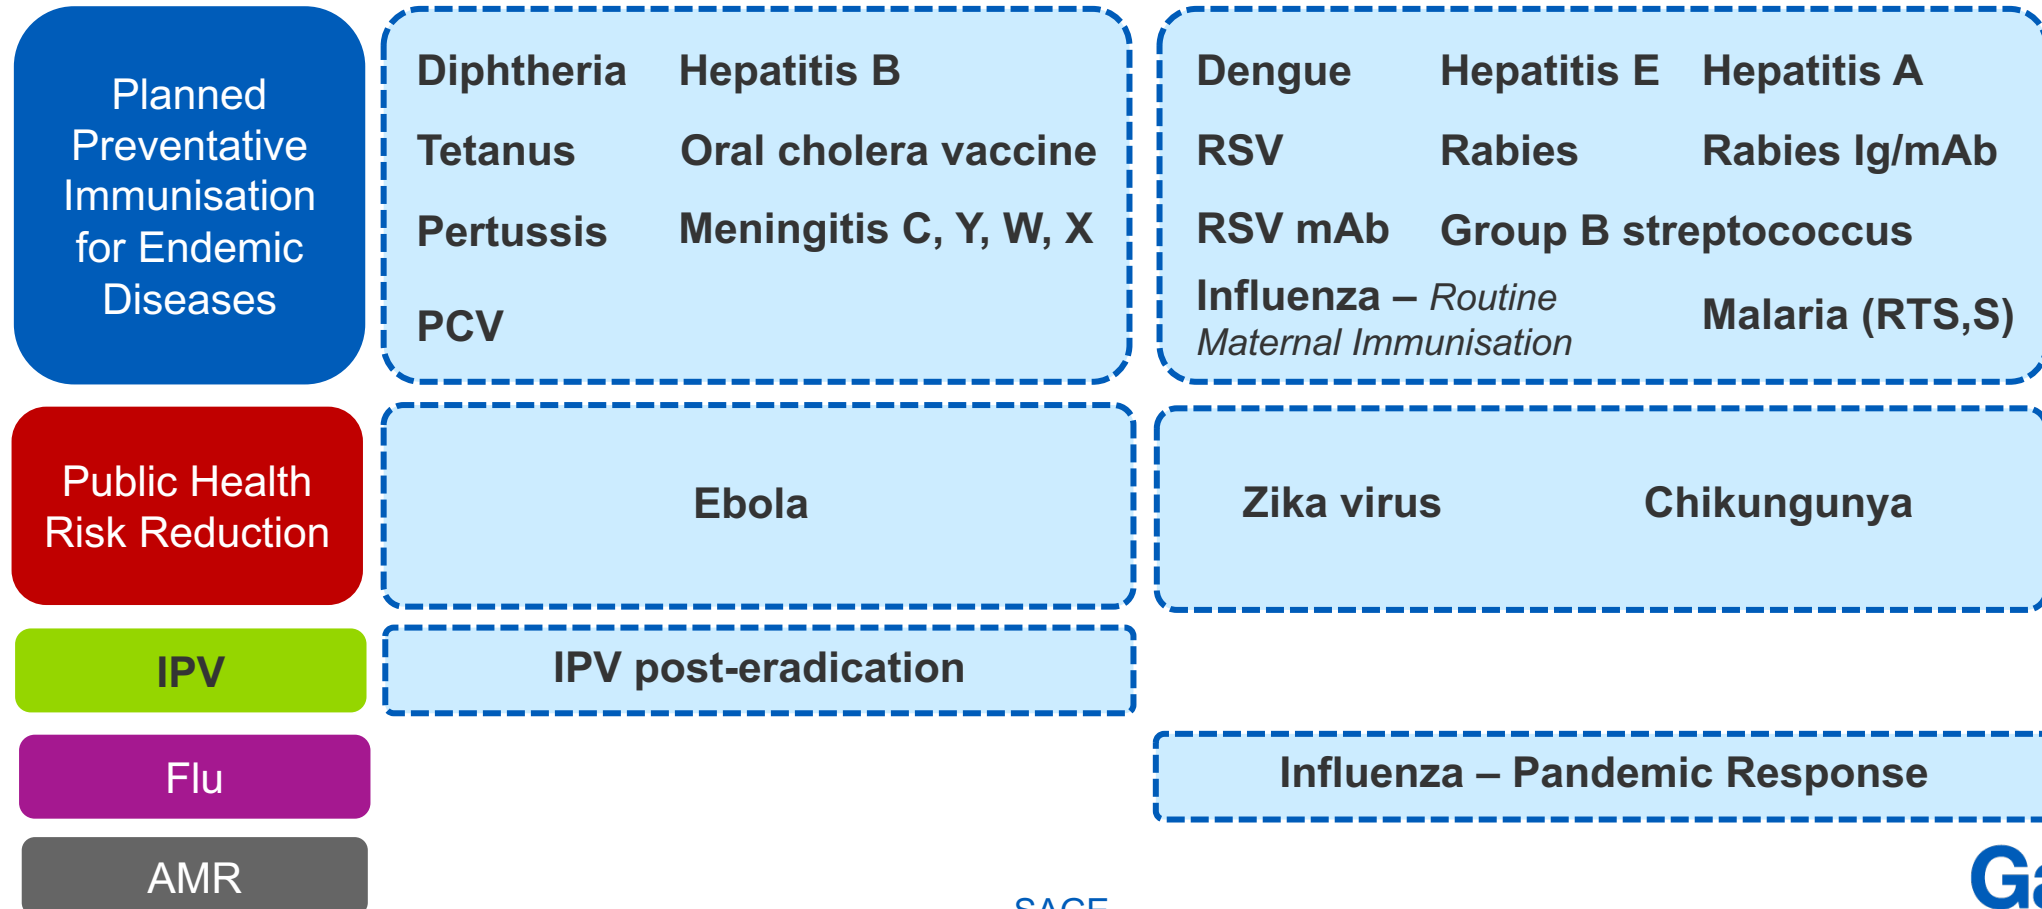 Planned
Preventative
Immunisation
for Endemic
Diseases
Diphtheria Hepatitis B
Tetanus Oral cholera vaccine
Pertussis Meningitis C, Y, W, X
PCV
Dengue Hepatitis E Hepatitis A
RSV Rabies Rabies Ig/mAb
RSV mAb Group B streptococcus
Influenza – Routine
Maternal Immunisation
Malaria (RTS,S)
Public Health
Risk Reduction
Ebola
Zika virus Chikungunya
IPV
IPV post-eradication
Flu
Influenza – Pandemic Response
AMR
SAGE
Ga